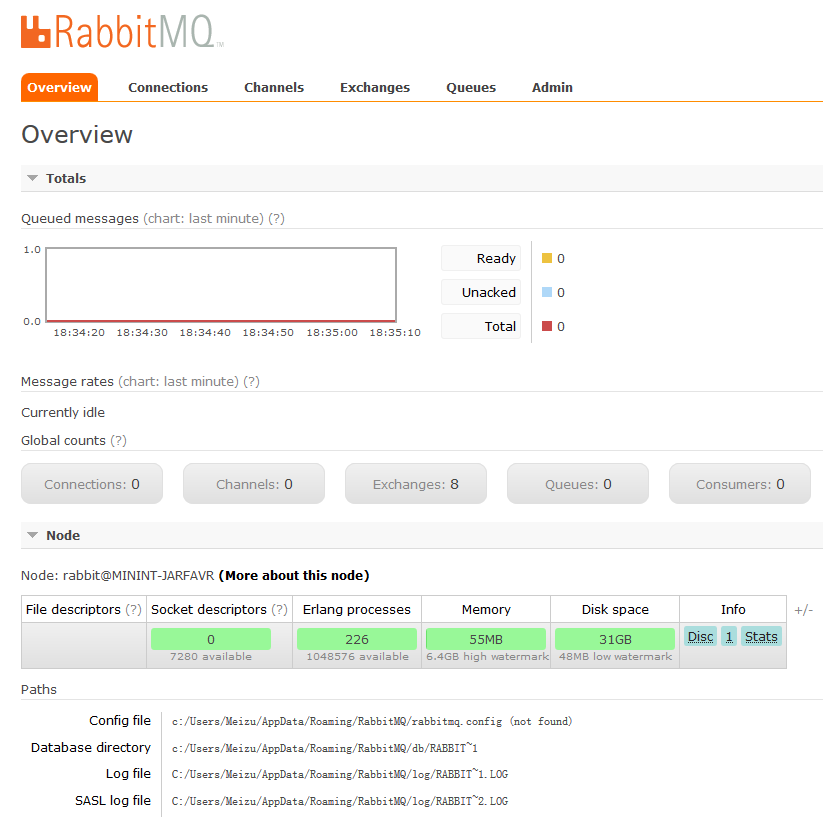 RabbitMQ™
Overview Connections Channels Exchanges Queues Admin
Overview
Totals
Queued messages (chart: last minute) (?)
1.0
0.0
18:34:20 18:34:30 18:34:40 18:34:50 18:35:00 18:35:10
Ready 0
Unacked 0
Total 0
Message rates (chart: last minute) (?)
Currently idle
Global counts (?)
Connections: 0 Channels: 0 Exchanges: 8 Queues: 0 Consumers: 0
Node
Node: rabbit@MININT-JARFAVR (More about this node)
File descriptors (?) Socket descriptors (?) Erlang processes Memory Disk space Info +/-
0 226 55MB 31GB Disc 1 Stats
7280 available 1048576 available 6.4GB high watermark 48MB low watermark
Paths
Config file c:/Users/Meizu/AppData/Roaming/RabbitMQ/rabbitmq.config (not found)
Database directory c:/Users/Meizu/AppData/Roaming/RabbitMQ/db/RABBIT~1
Log file C:/Users/Meizu/AppData/Roaming/RabbitMQ/log/RABBIT~1.LOG
SASL log file C:/Users/Meizu/AppData/Roaming/RabbitMQ/log/RABBIT~2.LOG